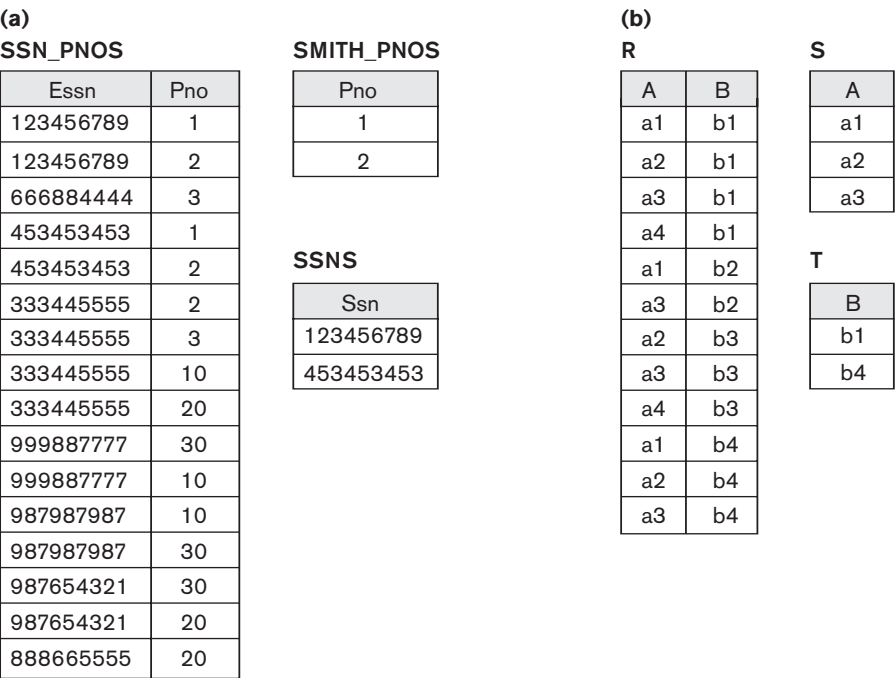 (a)
SSN_PNOS
Essn Pno
123456789 1
123456789 2
666884444 3
453453453 1
453453453 2
333445555 2
333445555 3
333445555 10
333445555 20
999887777 30
999887777 10
987987987 10
987987987 30
987654321 30
987654321 20
888665555 20
SMITH_PNOS
Pno
1
2
SSNS
Ssn
123456789
453453453
(b)
R
A B
a1 b1
a2 b1
a3 b1
a4 b1
a1 b2
a3 b2
a2 b3
a3 b3
a4 b3
a1 b4
a2 b4
a3 b4
S
A
a1
a2
a3
T
B
b1
b4